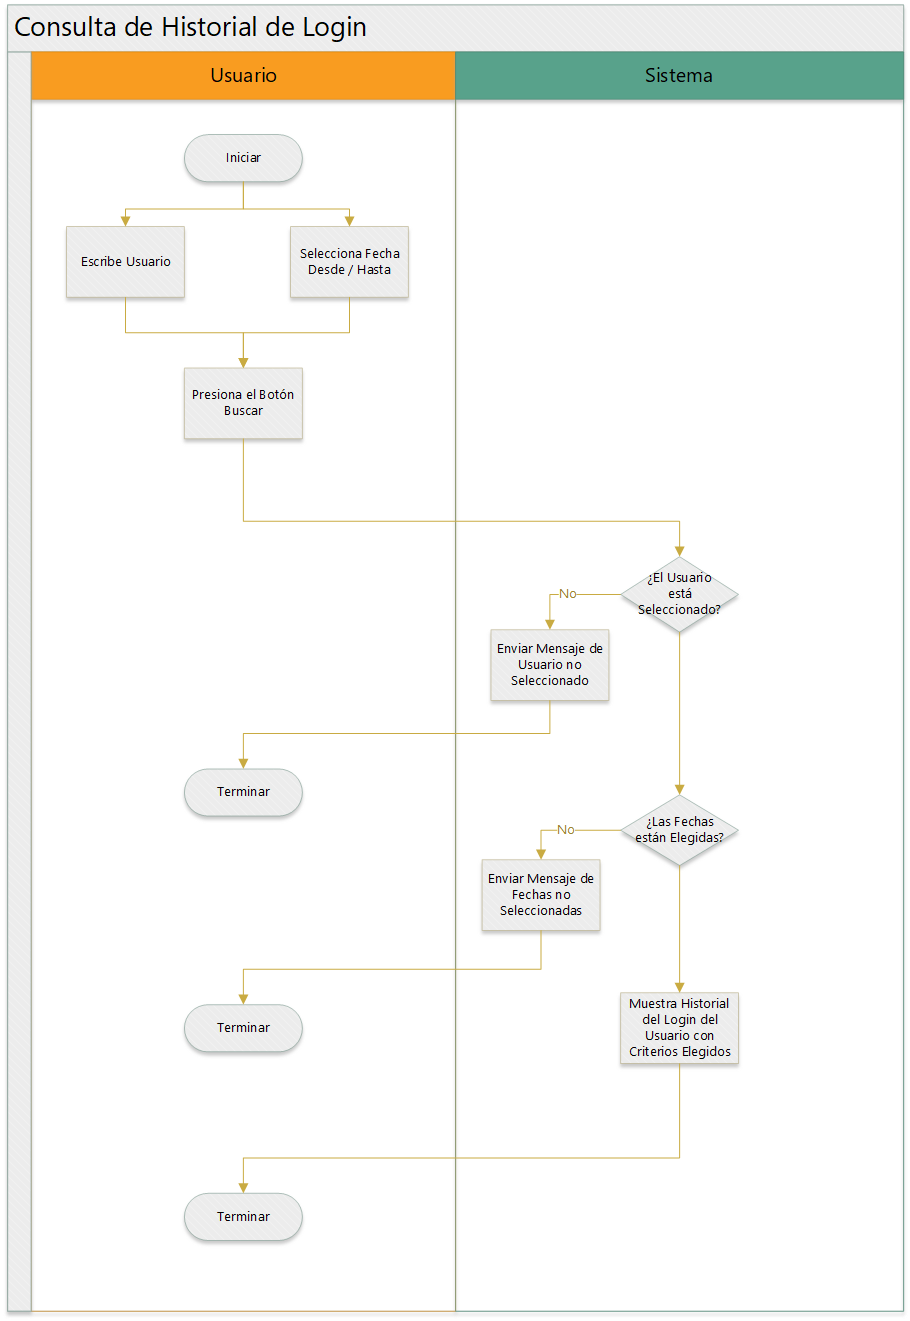 Consulta de Historial de Login
Usuario
Sistema
Iniciar
Escribe Usuario
Selecciona Fecha
Desde / Hasta
Presiona el Botón
Buscar
¿El Usuario
está
Seleccionado?
No
Enviar Mensaje de
Usuario no
Seleccionado
Terminar
¿Las Fechas
están Elegidas?
No
Enviar Mensaje de
Fechas no
Seleccionadas
Terminar
Muestra Historial
del Login del
Usuario con
Criterios Elegidos
Terminar